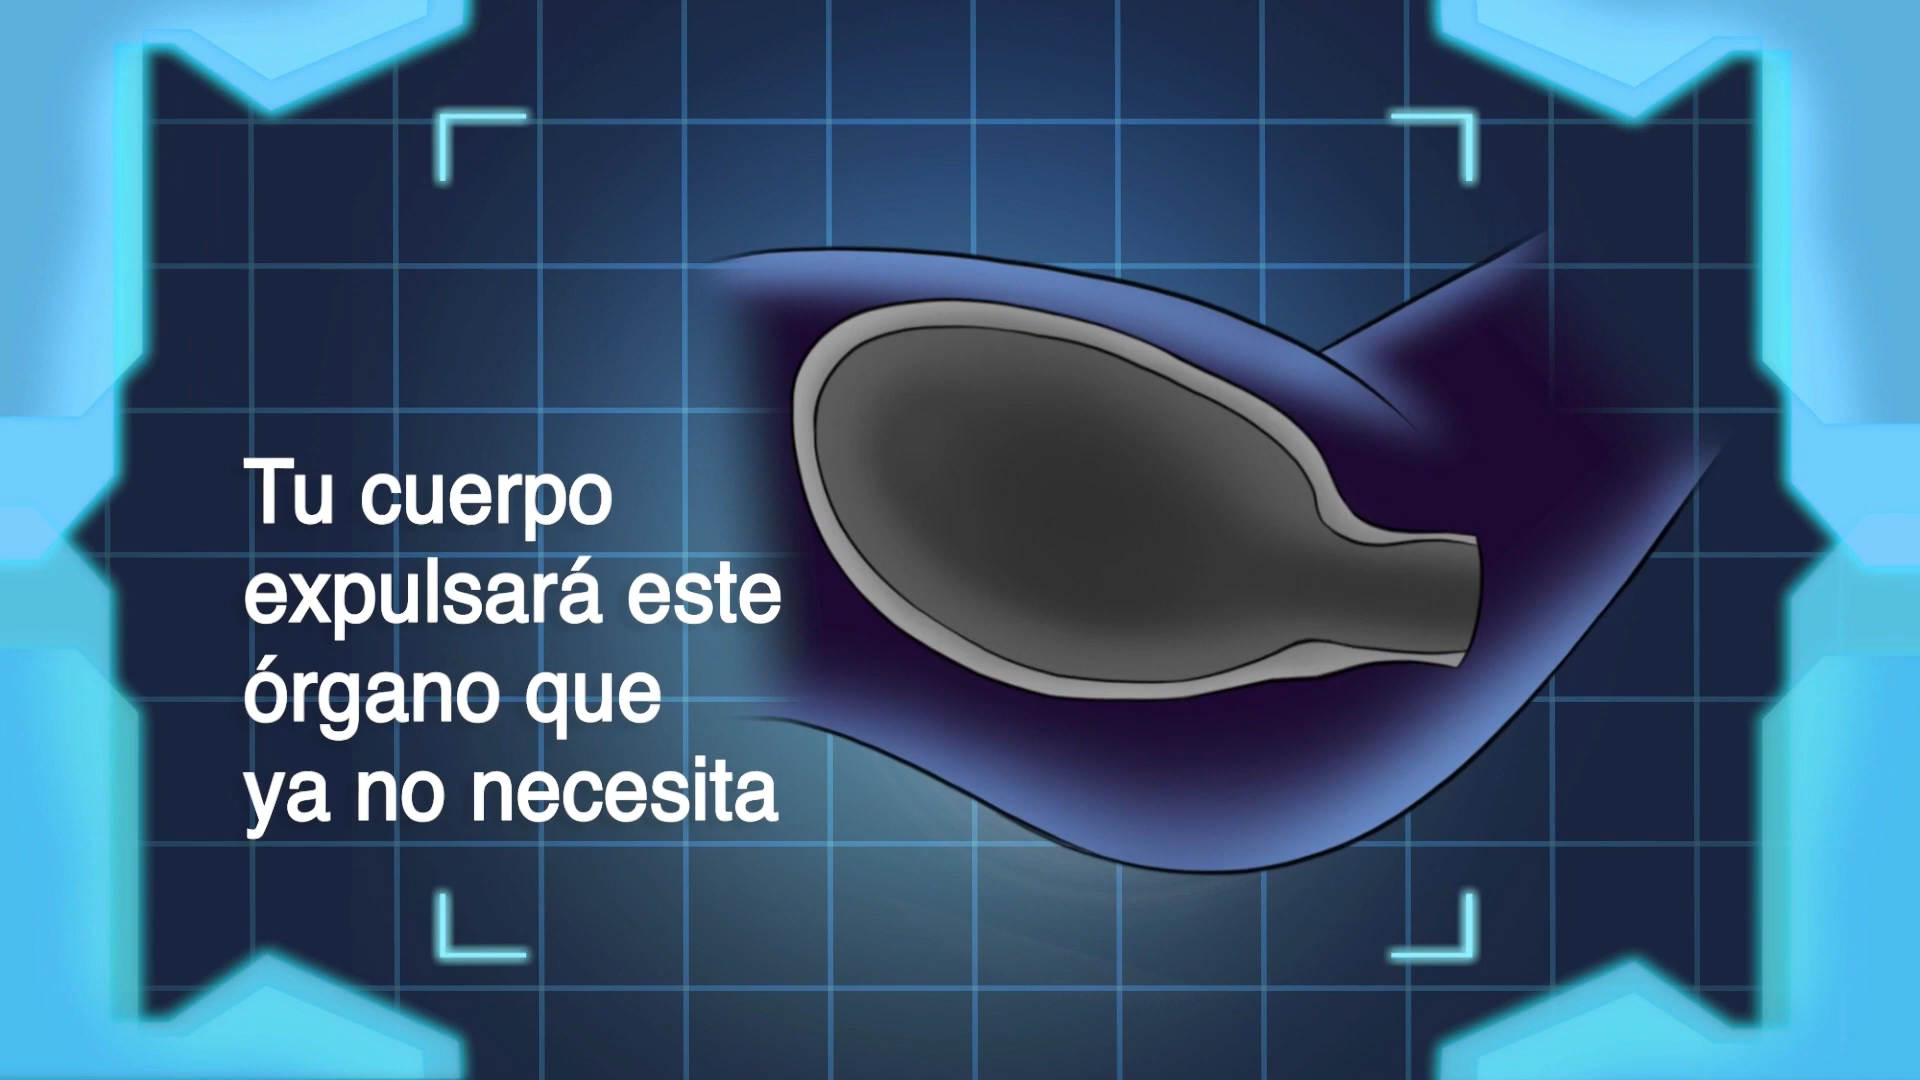 Tu cuerpo
expulsará este
órgano que
ya no necesita